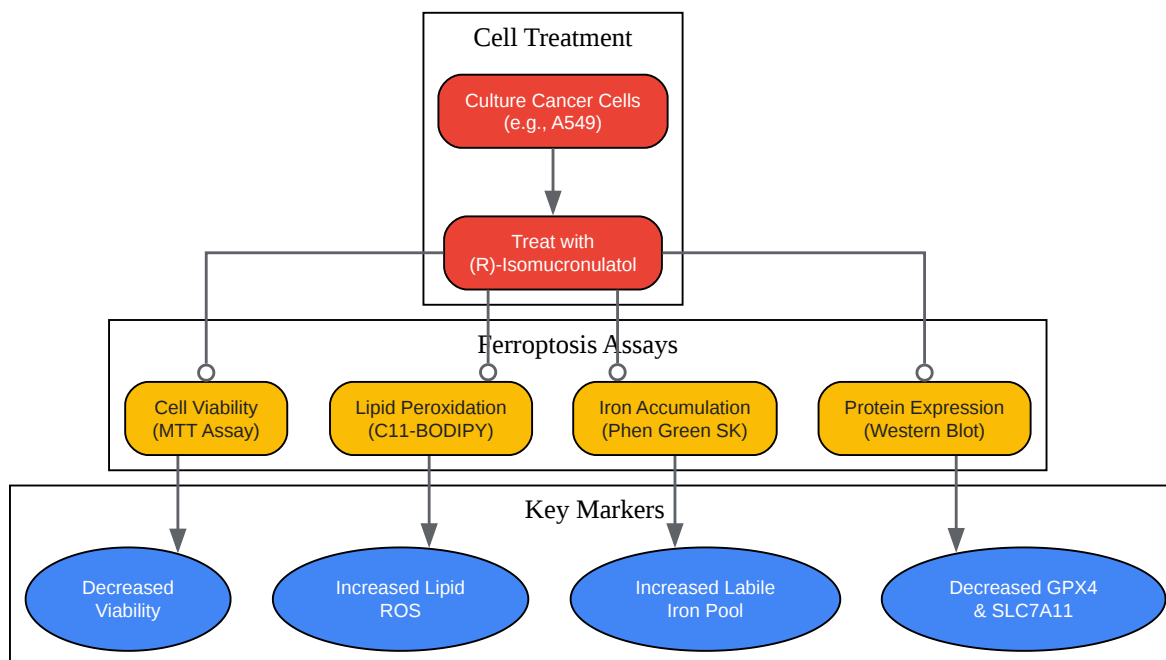 Cell Treatment
Culture Cancer Cells
(e.g., A549)
Treat with
(R)-Isomucronulatol
Ferroptosis Assays
Cell Viability
(MTT Assay)
Lipid Peroxidation
(C11-BODIPY)
Iron Accumulation
(Phen Green SK)
Protein Expression
(Western Blot)
Key Markers
Decreased
Viability
Increased Lipid
ROS
Increased Labile
Iron Pool
Decreased GPX4
& SLC7A11